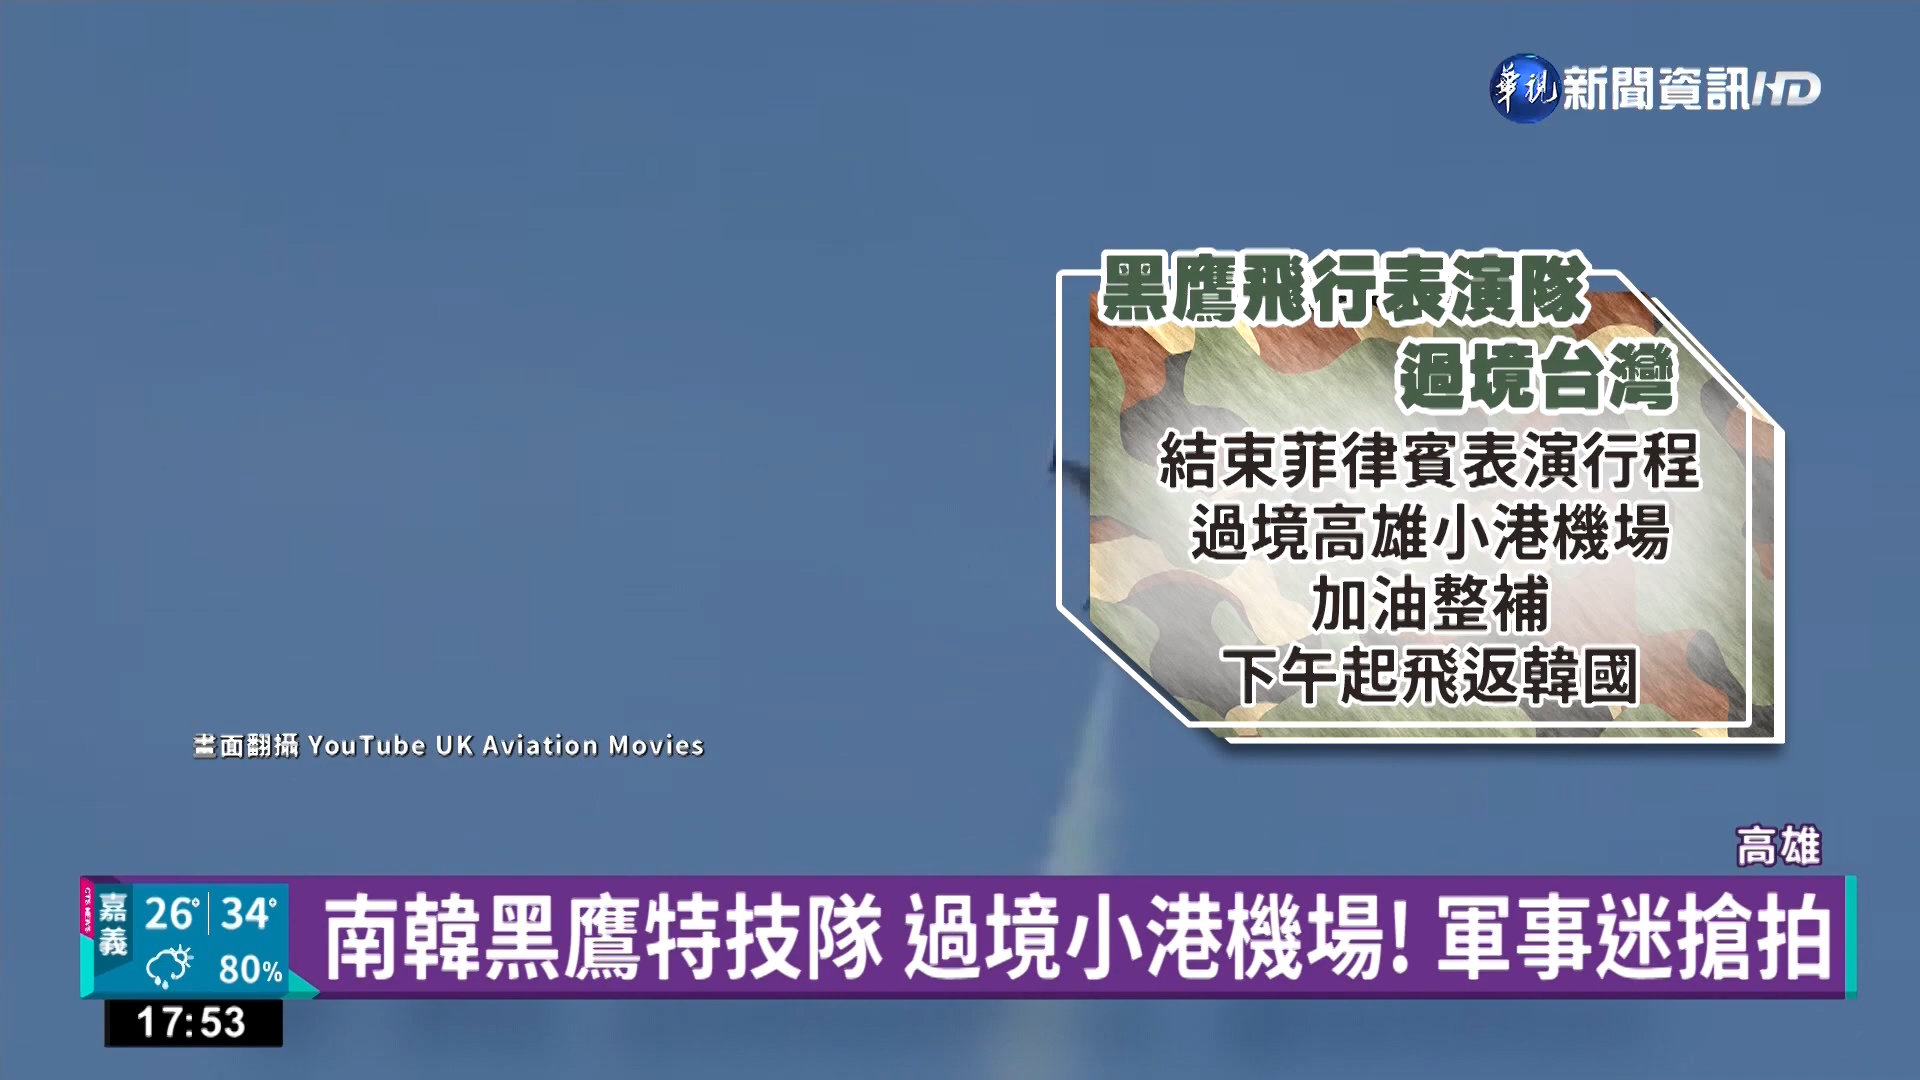 華視新聞資訊HD
黑鷹飛行表演隊
過境台灣
結束菲律賓表演行程
過境高雄小港機場
加油整補
下午起飛返韓國
畫面翻攝 YouTube UK Aviation Movies
高雄
CTS NEWS
嘉義
26° 34°
80%
南韓黑鷹特技隊 過境小港機場! 軍事迷搶拍
17:53